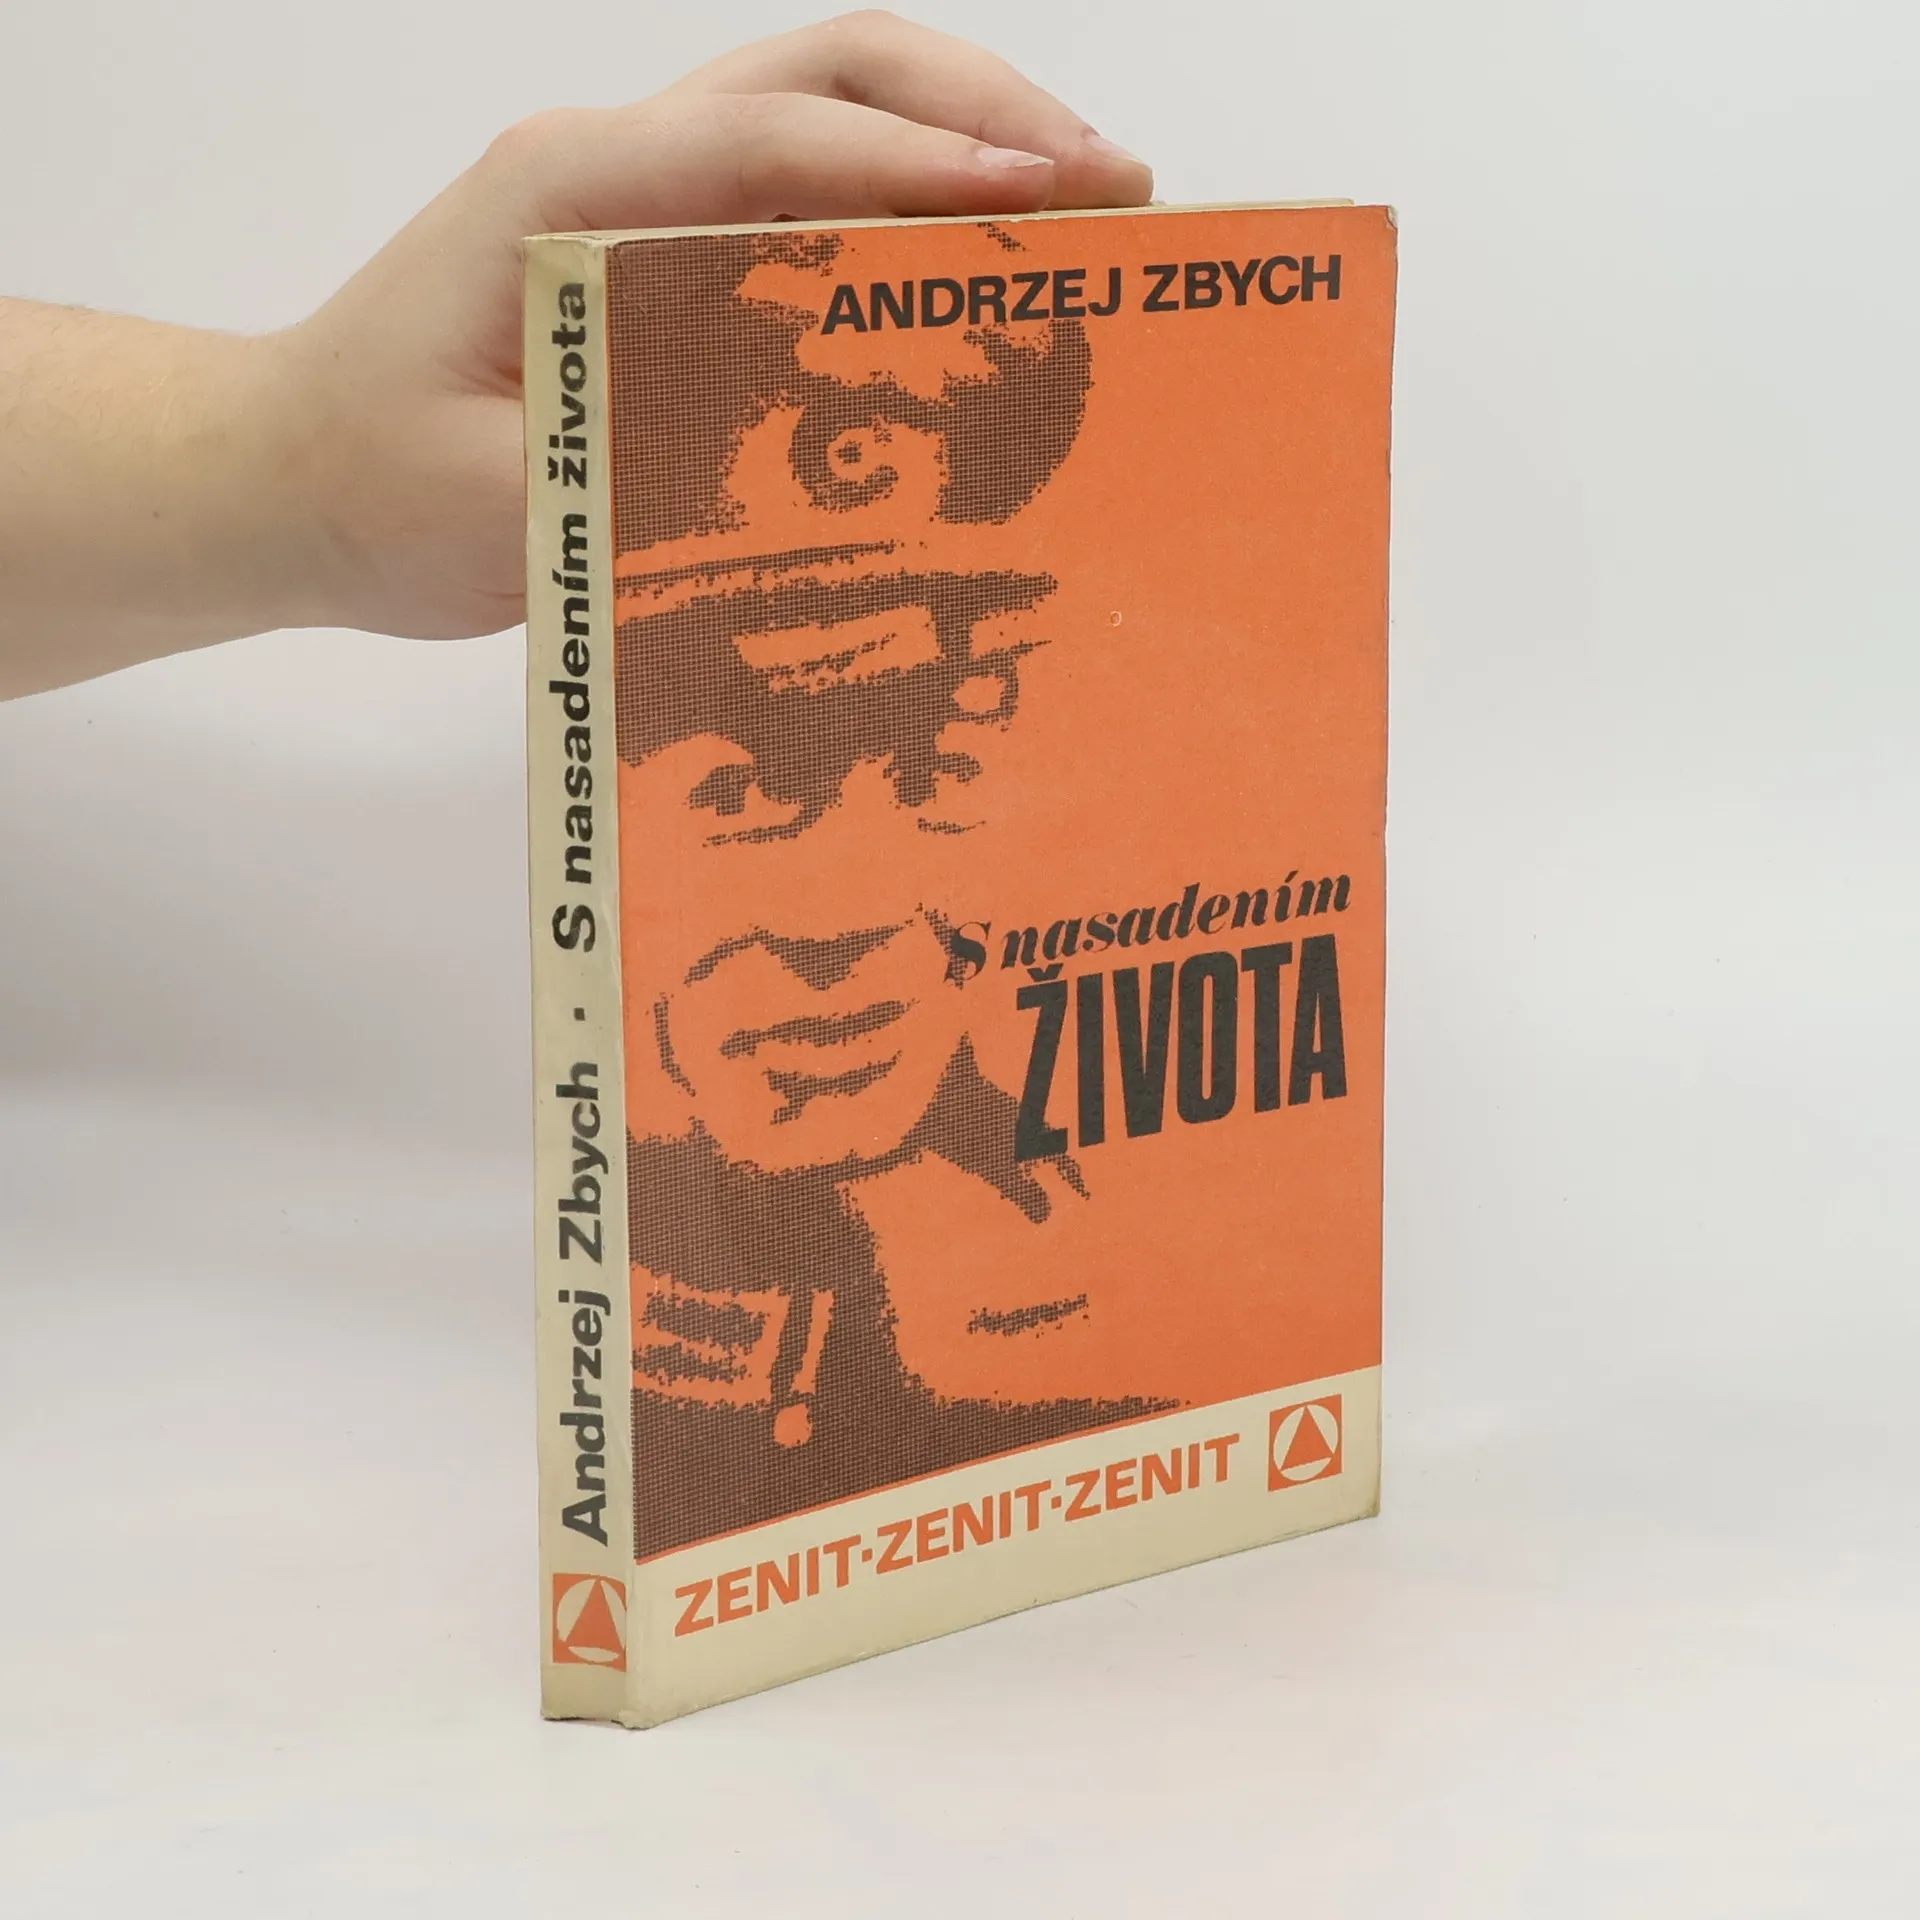 Andrzej Zbych · S nasadením života
ANDRZEJ ZBYCH
S nasadením
ŽIVOTA
ZENIT·ZENIT·ZENIT